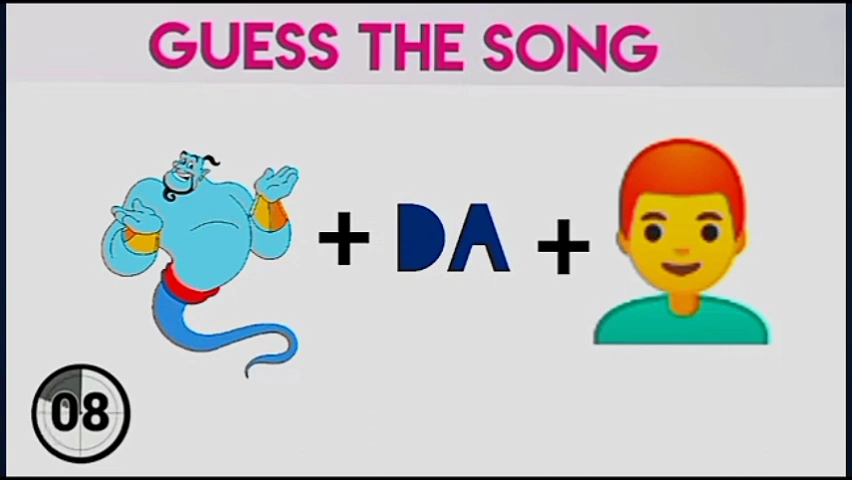 GUESS THE SONG
+ DA +
08